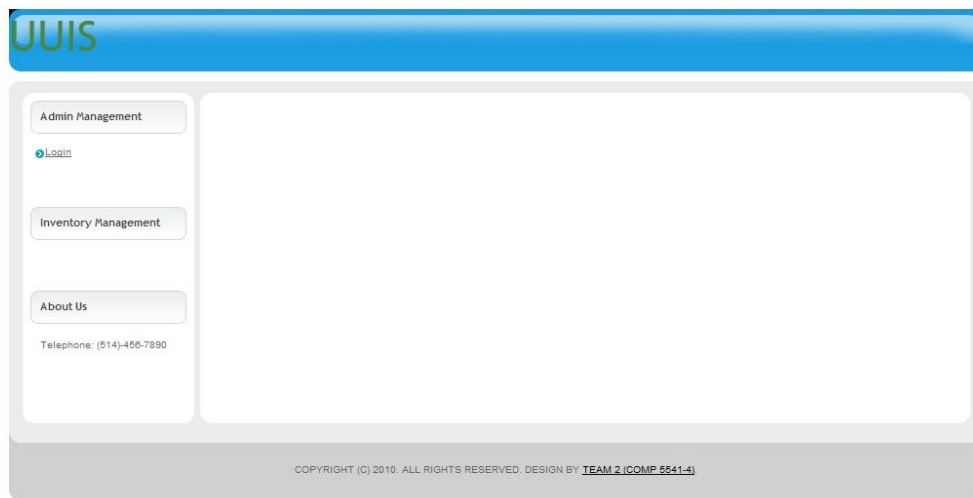 UUIS
Admin Management
Login
Inventory Management
About Us
Telephone: (514)-456-7890
COPYRIGHT (C) 2010. ALL RIGHTS RESERVED. DESIGN BY TEAM 2 (COMP 5541-4).